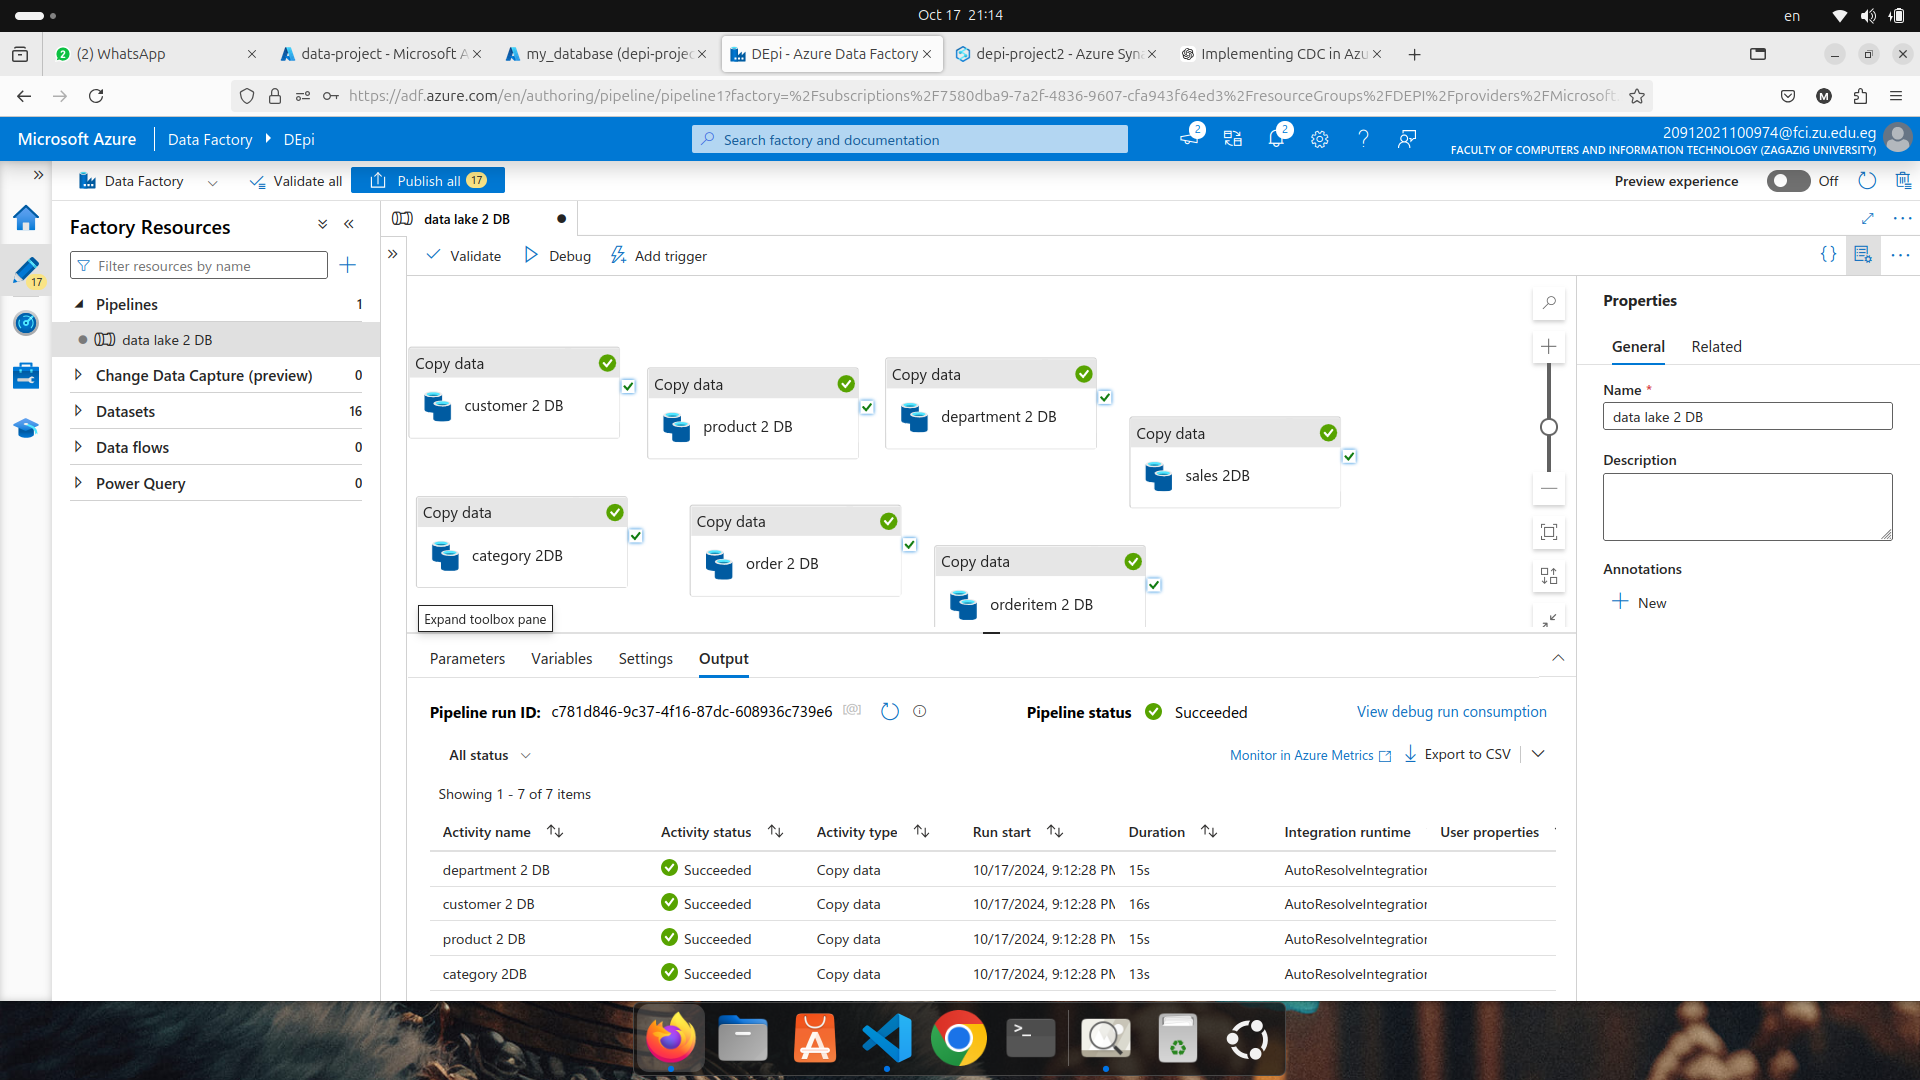 Oct 17 21:14
en
(2) WhatsApp
data-project - Microsoft A
my_database (depi-projec
DEpi - Azure Data Factory
depi-project2 - Azure Syna
Implementing CDC in Azu
https://adf.azure.com/en/authoring/pipeline/pipeline1?factory=%2Fsubscriptions%2F7580dba9-7a2f-4836-9607-cfa943f64ed3%2FresourceGroups%2FDEPI%2Fproviders%2FMicrosoft.
M
Microsoft Azure
Data Factory
DEpi
Search factory and documentation
2
2
20912021100974@fci.zu.edu.eg
FACULTY OF COMPUTERS AND INFORMATION TECHNOLOGY (ZAGAZIG UNIVERSITY)
Data Factory
Validate all
Publish all 17
Preview experience
Off
17
Factory Resources
Filter resources by name
Pipelines 1
data lake 2 DB
Change Data Capture (preview) 0
Datasets 16
Data flows 0
Power Query 0
data lake 2 DB
Validate
Debug
Add trigger
Copy data
customer 2 DB
Copy data
product 2 DB
Copy data
department 2 DB
Copy data
sales 2DB
Copy data
category 2DB
Copy data
order 2 DB
Copy data
orderitem 2 DB
Expand toolbox pane
Properties
General
Related
Name *
data lake 2 DB
Description
Annotations
New
Parameters
Variables
Settings
Output
Pipeline run ID: c781d846-9c37-4f16-87dc-608936c739e6
Pipeline status Succeeded
View debug run consumption
All status
Monitor in Azure Metrics
Export to CSV
Showing 1 - 7 of 7 items
Activity name Activity status Activity type Run start Duration Integration runtime User properties
department 2 DB Succeeded Copy data 10/17/2024, 9:12:28 PM 15s AutoResolveIntegration
customer 2 DB Succeeded Copy data 10/17/2024, 9:12:28 PM 16s AutoResolveIntegration
product 2 DB Succeeded Copy data 10/17/2024, 9:12:28 PM 15s AutoResolveIntegration
category 2DB Succeeded Copy data 10/17/2024, 9:12:28 PM 13s AutoResolveIntegration